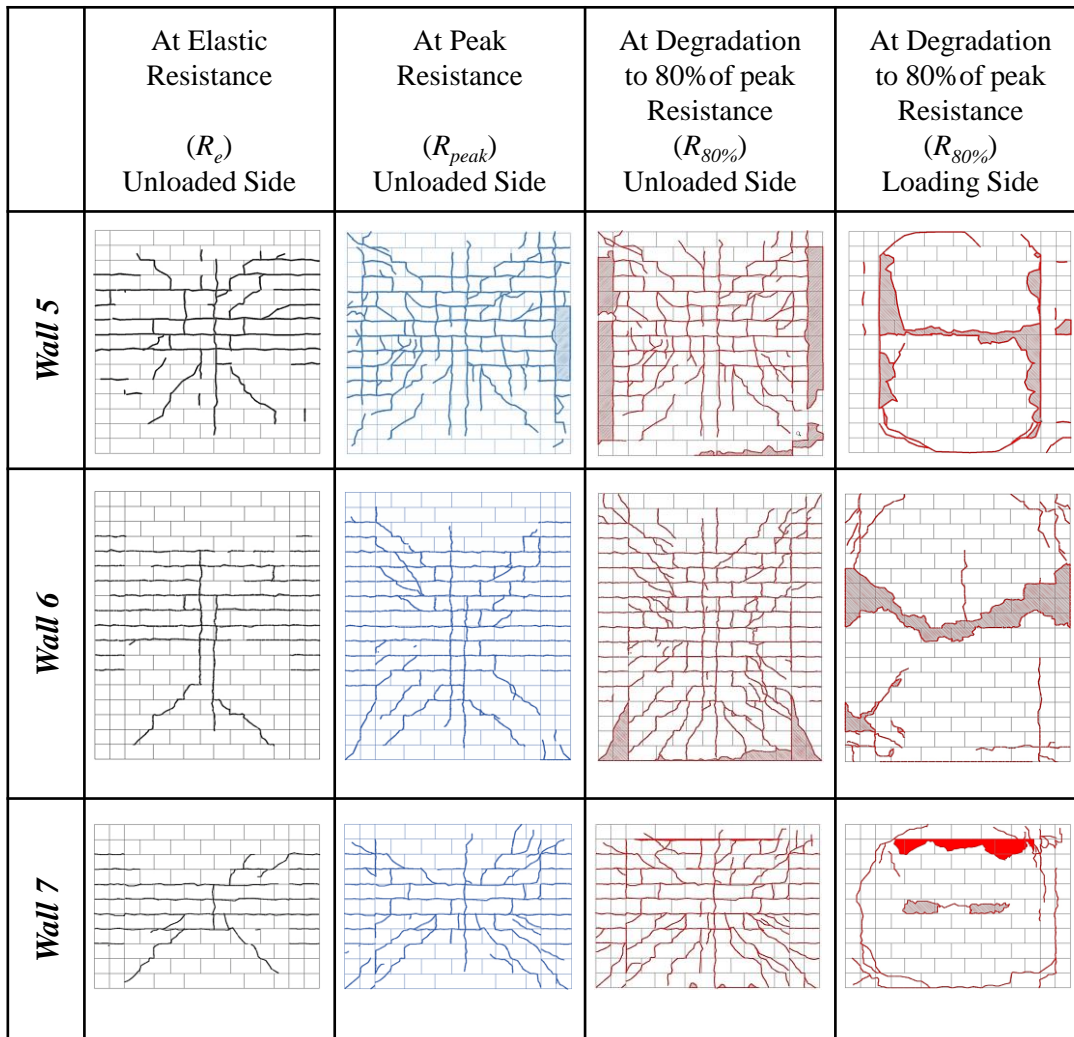 At Elastic
Resistance
(Re)
Unloaded Side
At Peak
Resistance
(Rpeak)
Unloaded Side
At Degradation
to 80% of peak
Resistance
(R80%)
Unloaded Side
At Degradation
to 80% of peak
Resistance
(R80%)
Loading Side
Wall 5
Wall 6
Wall 7